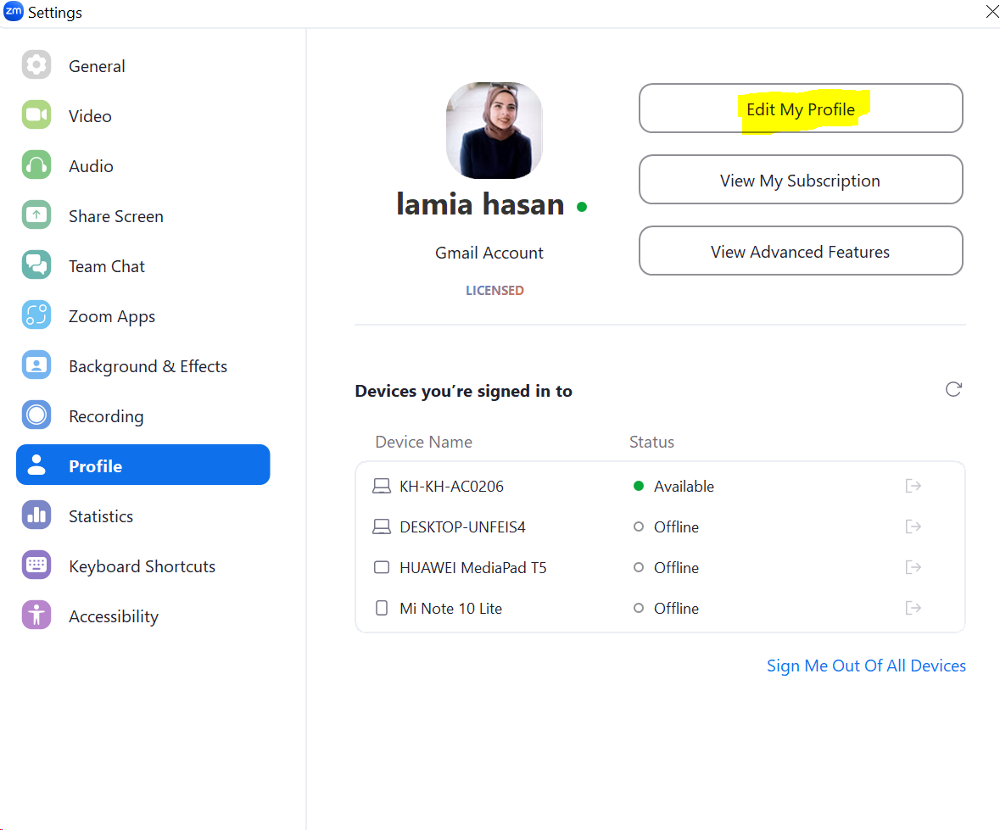 zm Settings
General
Video
Audio
Share Screen
Team Chat
Zoom Apps
Background & Effects
Recording
Profile
Statistics
Keyboard Shortcuts
Accessibility
lamia hasan
Gmail Account
LICENSED
Edit My Profile
View My Subscription
View Advanced Features
Devices you’re signed in to
Device Name Status
KH-KH-AC0206 Available
DESKTOP-UNFEIS4 Offline
HUAWEI MediaPad T5 Offline
Mi Note 10 Lite Offline
Sign Me Out Of All Devices